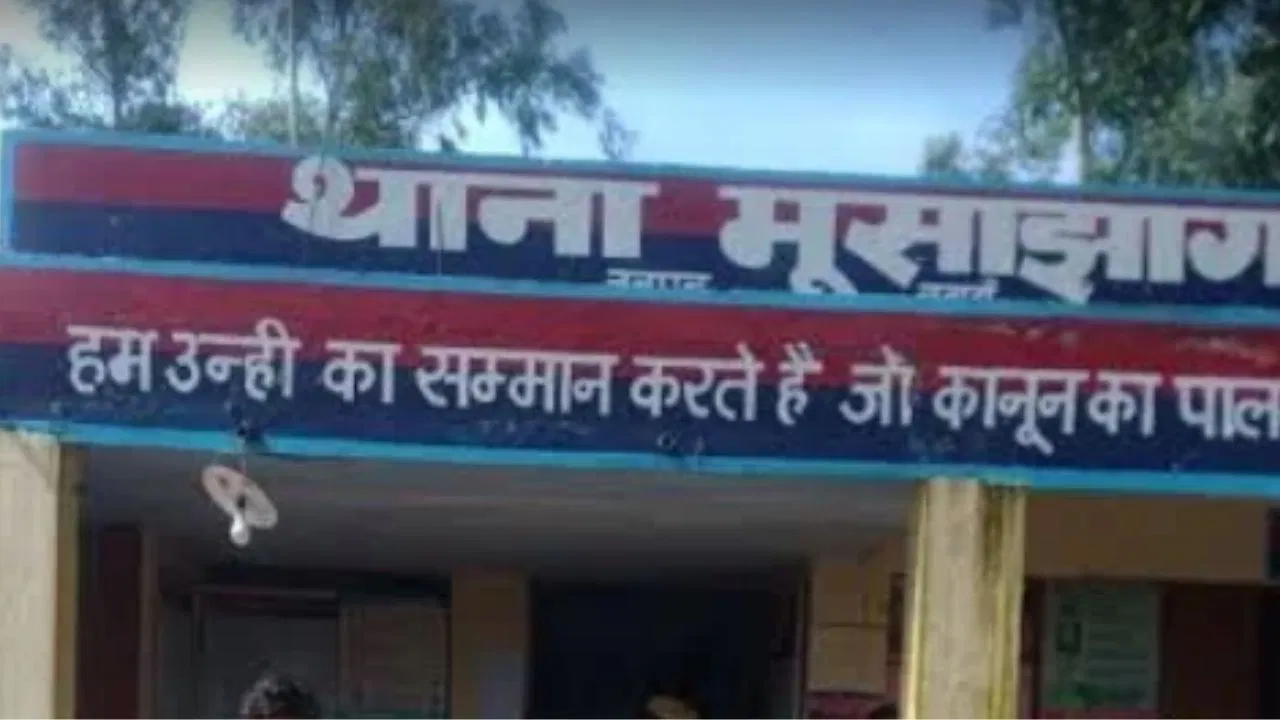 थाना मूसाझाग
हम उन्ही का सम्मान करते है जो कानून का पाल